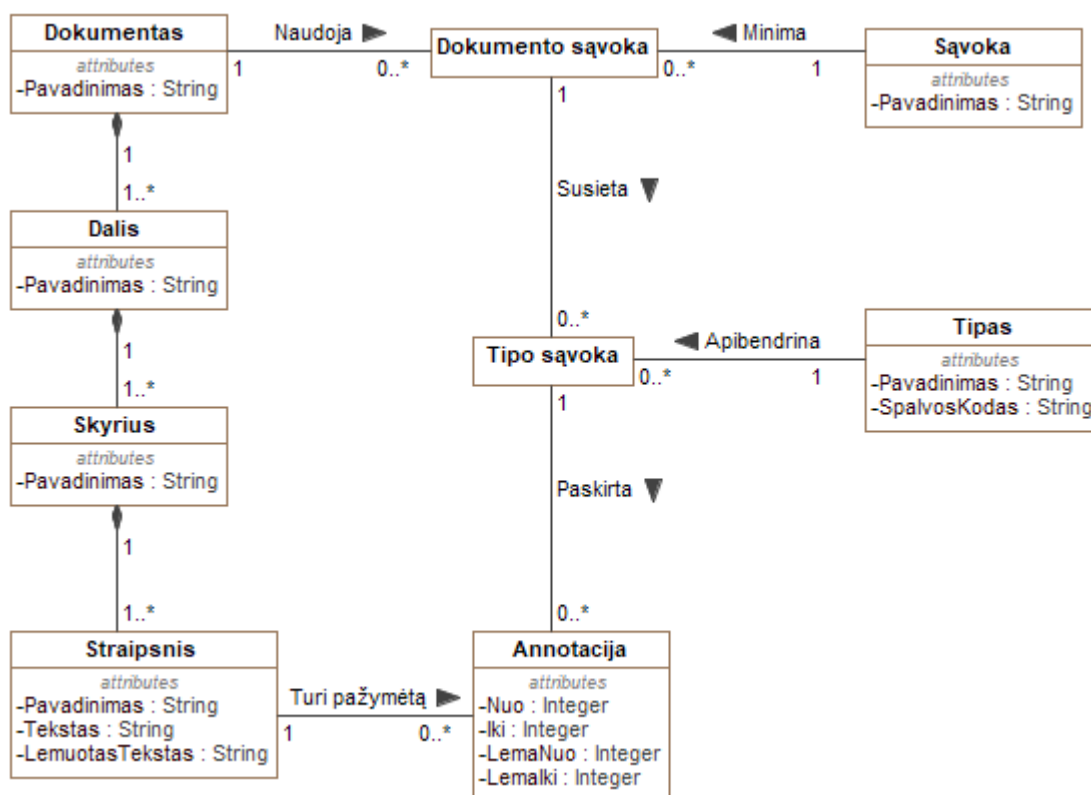 Dokumentas
attributes
-Pavadinimas : String
Naudoja
1
0..*
Dokumento sąvoka
Minima
0..*
1
Sąvoka
attributes
-Pavadinimas : String
1
1..*
1
Susieta
0..*
Dalis
attributes
-Pavadinimas : String
1
1..*
Tipo sąvoka
Apibendrina
0..*
1
Tipas
attributes
-Pavadinimas : String
-SpalvosKodas : String
Skyrius
attributes
-Pavadinimas : String
1
1..*
1
Paskirta
0..*
Straipsnis
attributes
-Pavadinimas : String
-Tekstas : String
-LemuotasTekstas : String
Turi pažymėtą
1
0..*
Annotacija
attributes
-Nuo : Integer
-Iki : Integer
-LemaNuo : Integer
-LemaIki : Integer